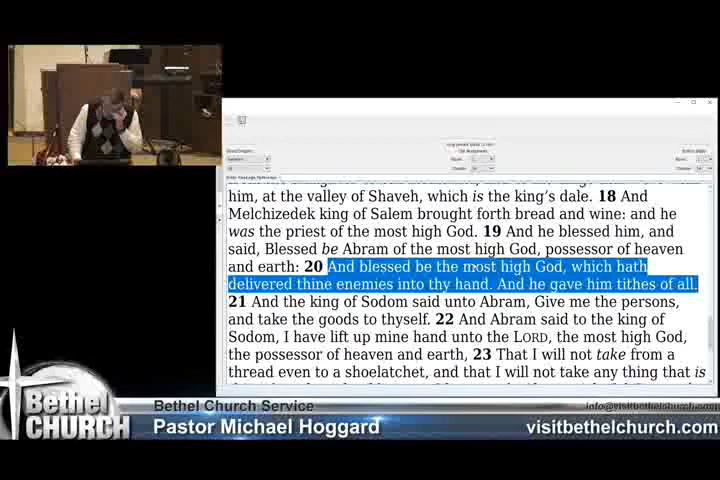 him, at the valley of Shaveh, which is the king's dale. 18 And
Melchizedek king of Salem brought forth bread and wine: and he
was the priest of the most high God. 19 And he blessed him, and
said, Blessed be Abram of the most high God, possessor of heaven
and earth: 20 And blessed be the most high God, which hath
delivered thine enemies into thy hand. And he gave him tithes of all.
21 And the king of Sodom said unto Abram, Give me the persons,
and take the goods to thyself. 22 And Abram said to the king of
Sodom, I have lift up mine hand unto the LORD, the most high God,
the possessor of heaven and earth, 23 That I will not take from a
thread even to a shoelatchet, and that I will not take any thing that is
Bethel
CHURCH
Bethel Church Service
info@visitbethelchurch.com
Pastor Michael Hoggard
visitbethelchurch.com